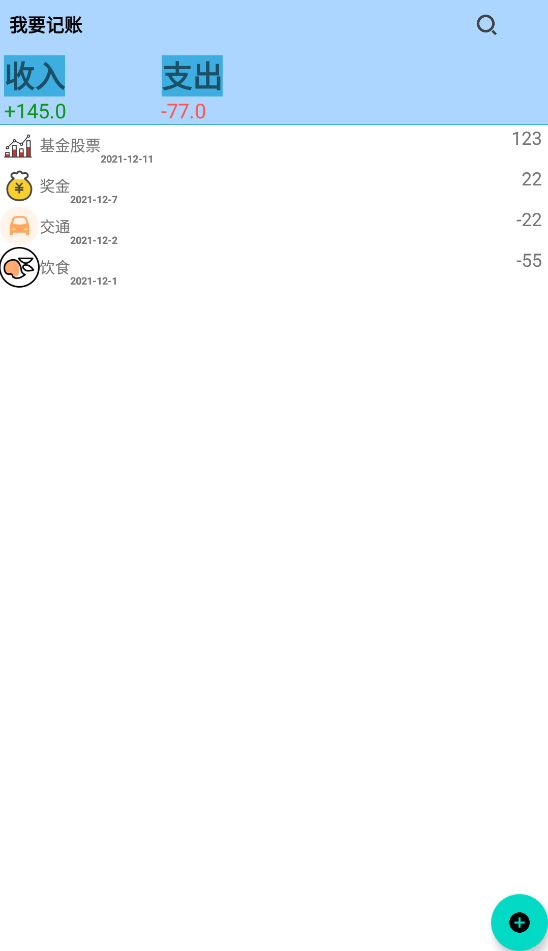 我要记账
收入 支出
+145.0 -77.0
基金股票 2021-12-11 123
奖金 2021-12-7 22
交通 2021-12-2 -22
饮食 2021-12-1 -55